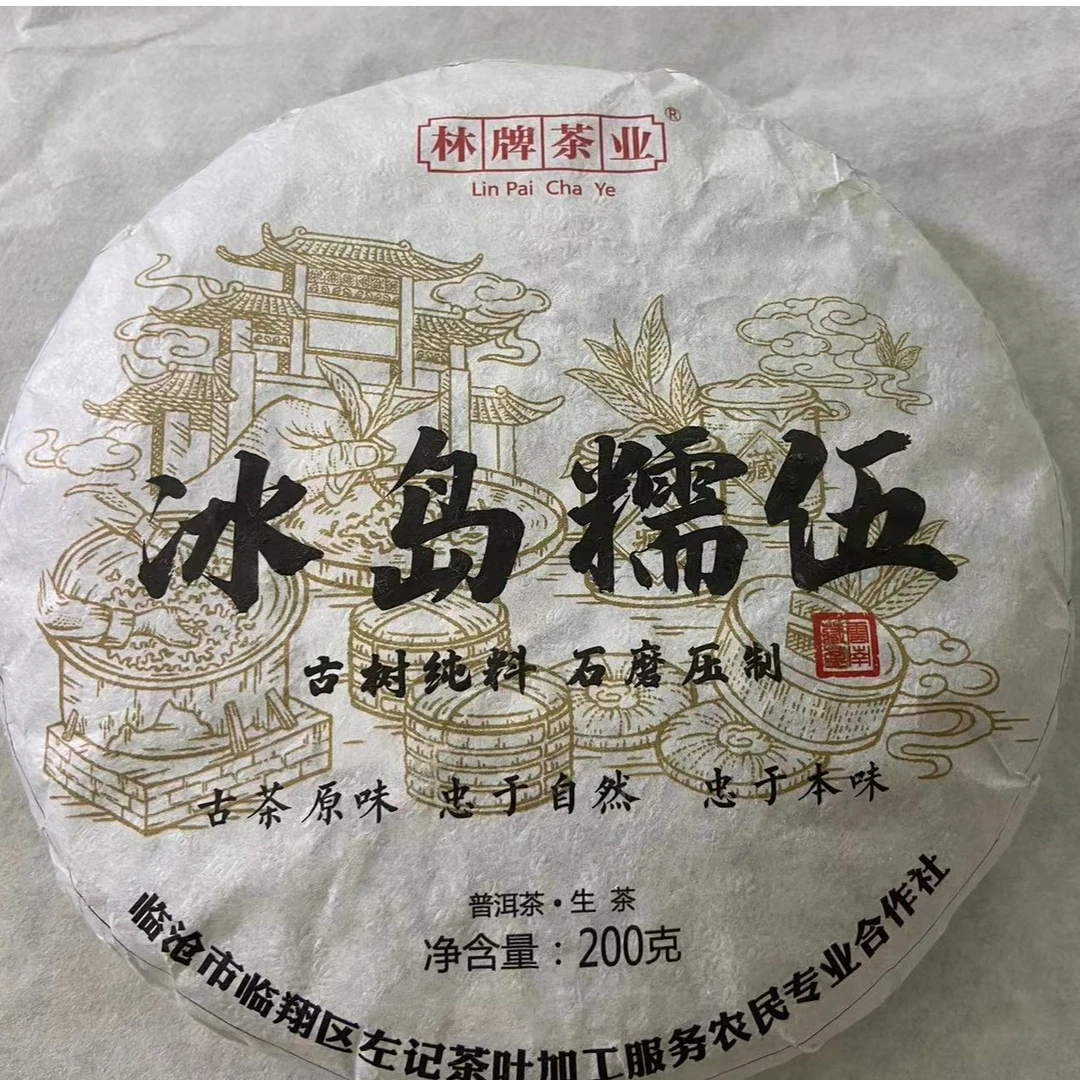 林牌茶业®
Lin Pai Cha Ye
藏
冰岛糯伍
古树纯料 石磨压制
古茶原味 忠于自然 忠于本味
普洱茶·生 茶
净含量：200克
临沧市临翔区左记茶叶加工服务农民专业合作社